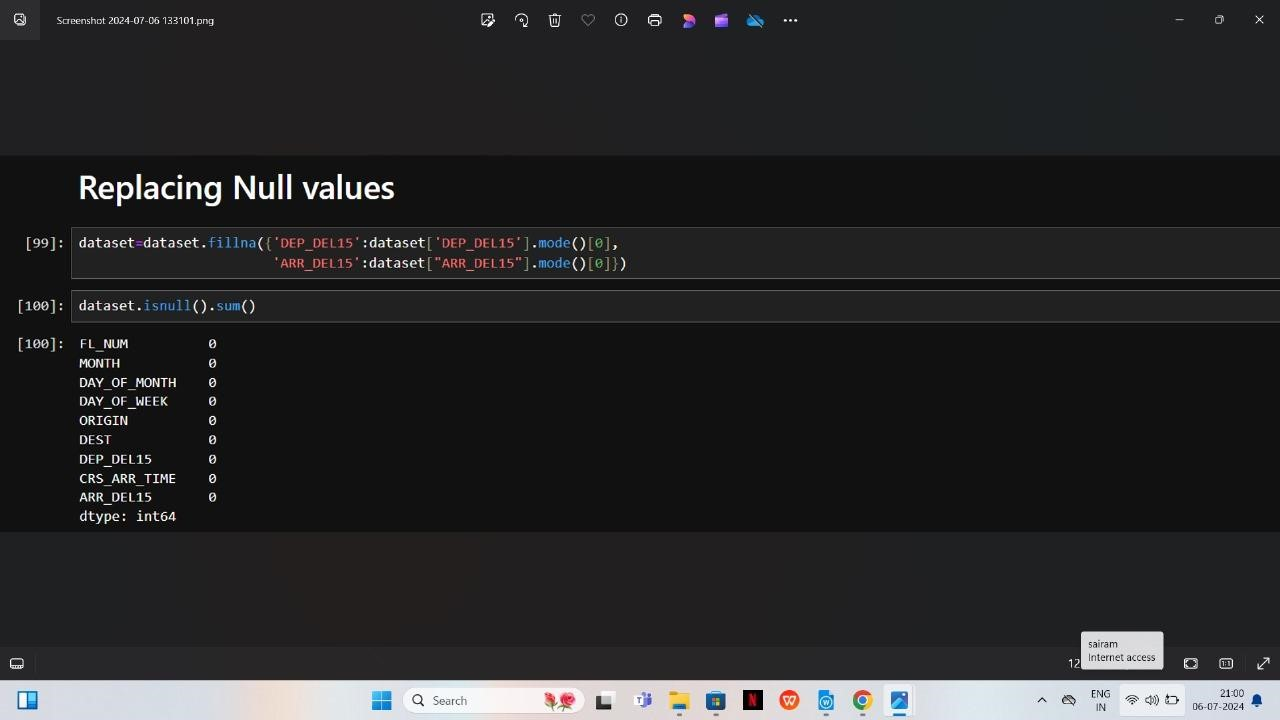 Screenshot 2024-07-06 133101.png
Replacing Null values
[99]: dataset=dataset.fillna({'DEP_DEL15':dataset['DEP_DEL15'].mode()[0],
'ARR_DEL15':dataset["ARR_DEL15"].mode()[0]})
[100]: dataset.isnull().sum()
[100]: FL_NUM 0
MONTH 0
DAY_OF_MONTH 0
DAY_OF_WEEK 0
ORIGIN 0
DEST 0
DEP_DEL15 0
CRS_ARR_TIME 0
ARR_DEL15 0
dtype: int64
sairam
Internet access
12
1:1
Search
ENG
IN
21:00
06-07-2024